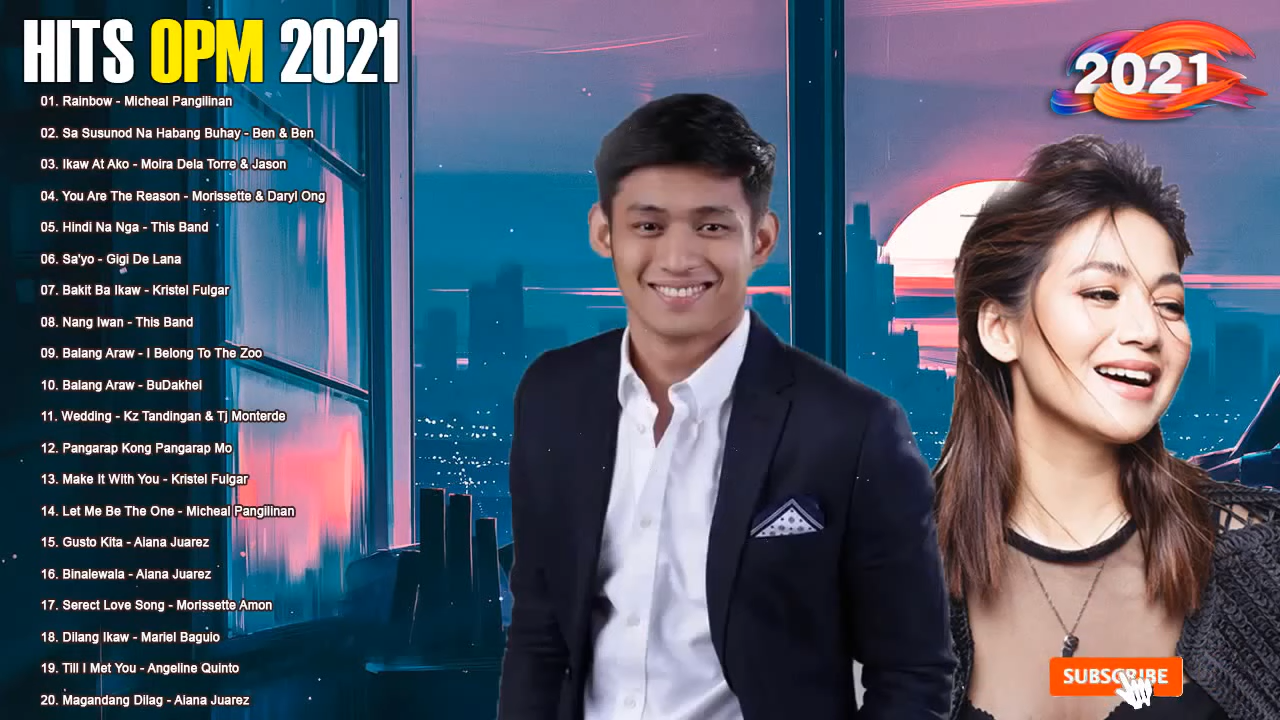 HITS OPM 2021
2021
01. Rainbow - Micheal Pangilinan
02. Sa Susunod Na Habang Buhay - Ben & Ben
03. Ikaw At Ako - Moira Dela Torre & Jason
04. You Are The Reason - Morissette & Daryl Ong
05. Hindi Na Nga - This Band
06. Sa'yo - Gigi De Lana
07. Bakit Ba Ikaw - Kristel Fulgar
08. Nang Iwan - This Band
09. Balang Araw - I Belong To The Zoo
10. Balang Araw - BuDakhel
11. Wedding - Kz Tandingan & Tj Monterde
12. Pangarap Kong Pangarap Mo
13. Make It With You - Kristel Fulgar
14. Let Me Be The One - Micheal Pangilinan
15. Gusto Kita - Aiana Juarez
16. Binalewala - Aiana Juarez
17. Serect Love Song - Morissette Amon
18. Dilang Ikaw - Mariel Baguio
19. Till I Met You - Angeline Quinto
20. Magandang Dilag - Aiana Juarez
SUBSCRIBE